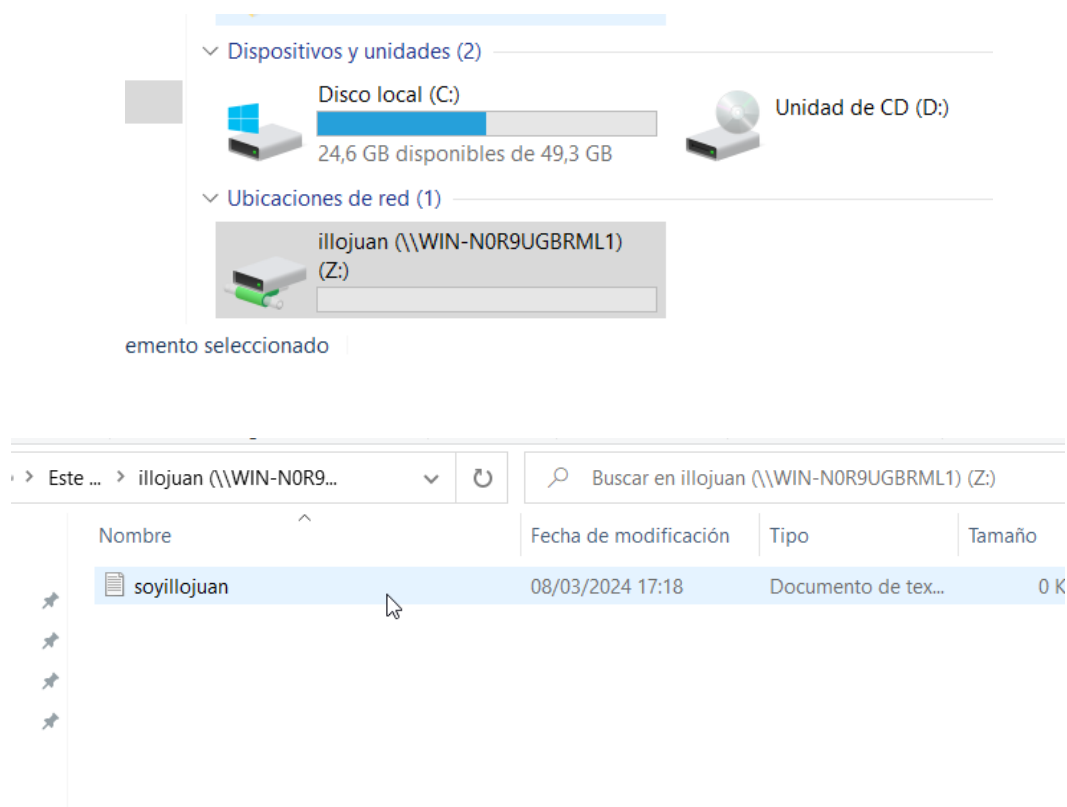 Dispositivos y unidades (2)
Disco local (C:)
24,6 GB disponibles de 49,3 GB
Unidad de CD (D:)
Ubicaciones de red (1)
illojuan (\\WIN-N0R9UGBRML1)
(Z:)
emento seleccionado
Este ... > illojuan (\\WIN-N0R9... Buscar en illojuan (\\WIN-N0R9UGBRML1) (Z:)
Nombre Fecha de modificación Tipo Tamaño
soyillojuan 08/03/2024 17:18 Documento de tex... 0 K